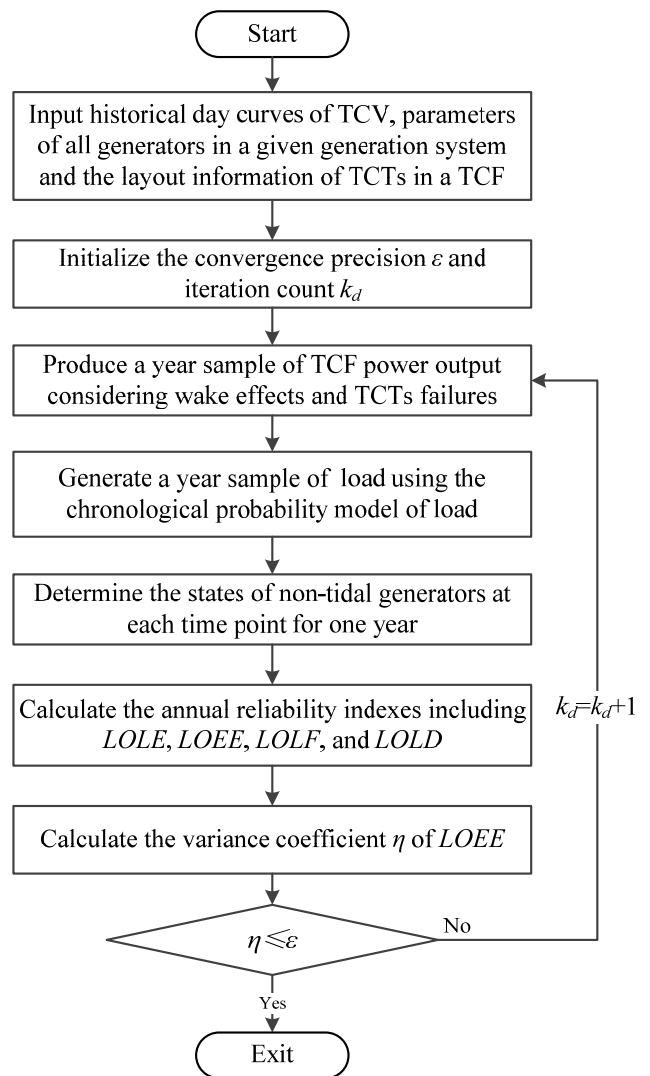 Start
Input historical day curves of TCV, parameters
of all generators in a given generation system
and the layout information of TCTs in a TCF
Initialize the convergence precision ε and
iteration count k_d
Produce a year sample of TCF power output
considering wake effects and TCTs failures
Generate a year sample of load using the
chronological probability model of load
Determine the states of non-tidal generators at
each time point for one year
Calculate the annual reliability indexes including
LOLE, LOEE, LOLF, and LOLD
k_d=k_d+1
Calculate the variance coefficient η of LOEE
η⩽ε
No
Yes
Exit